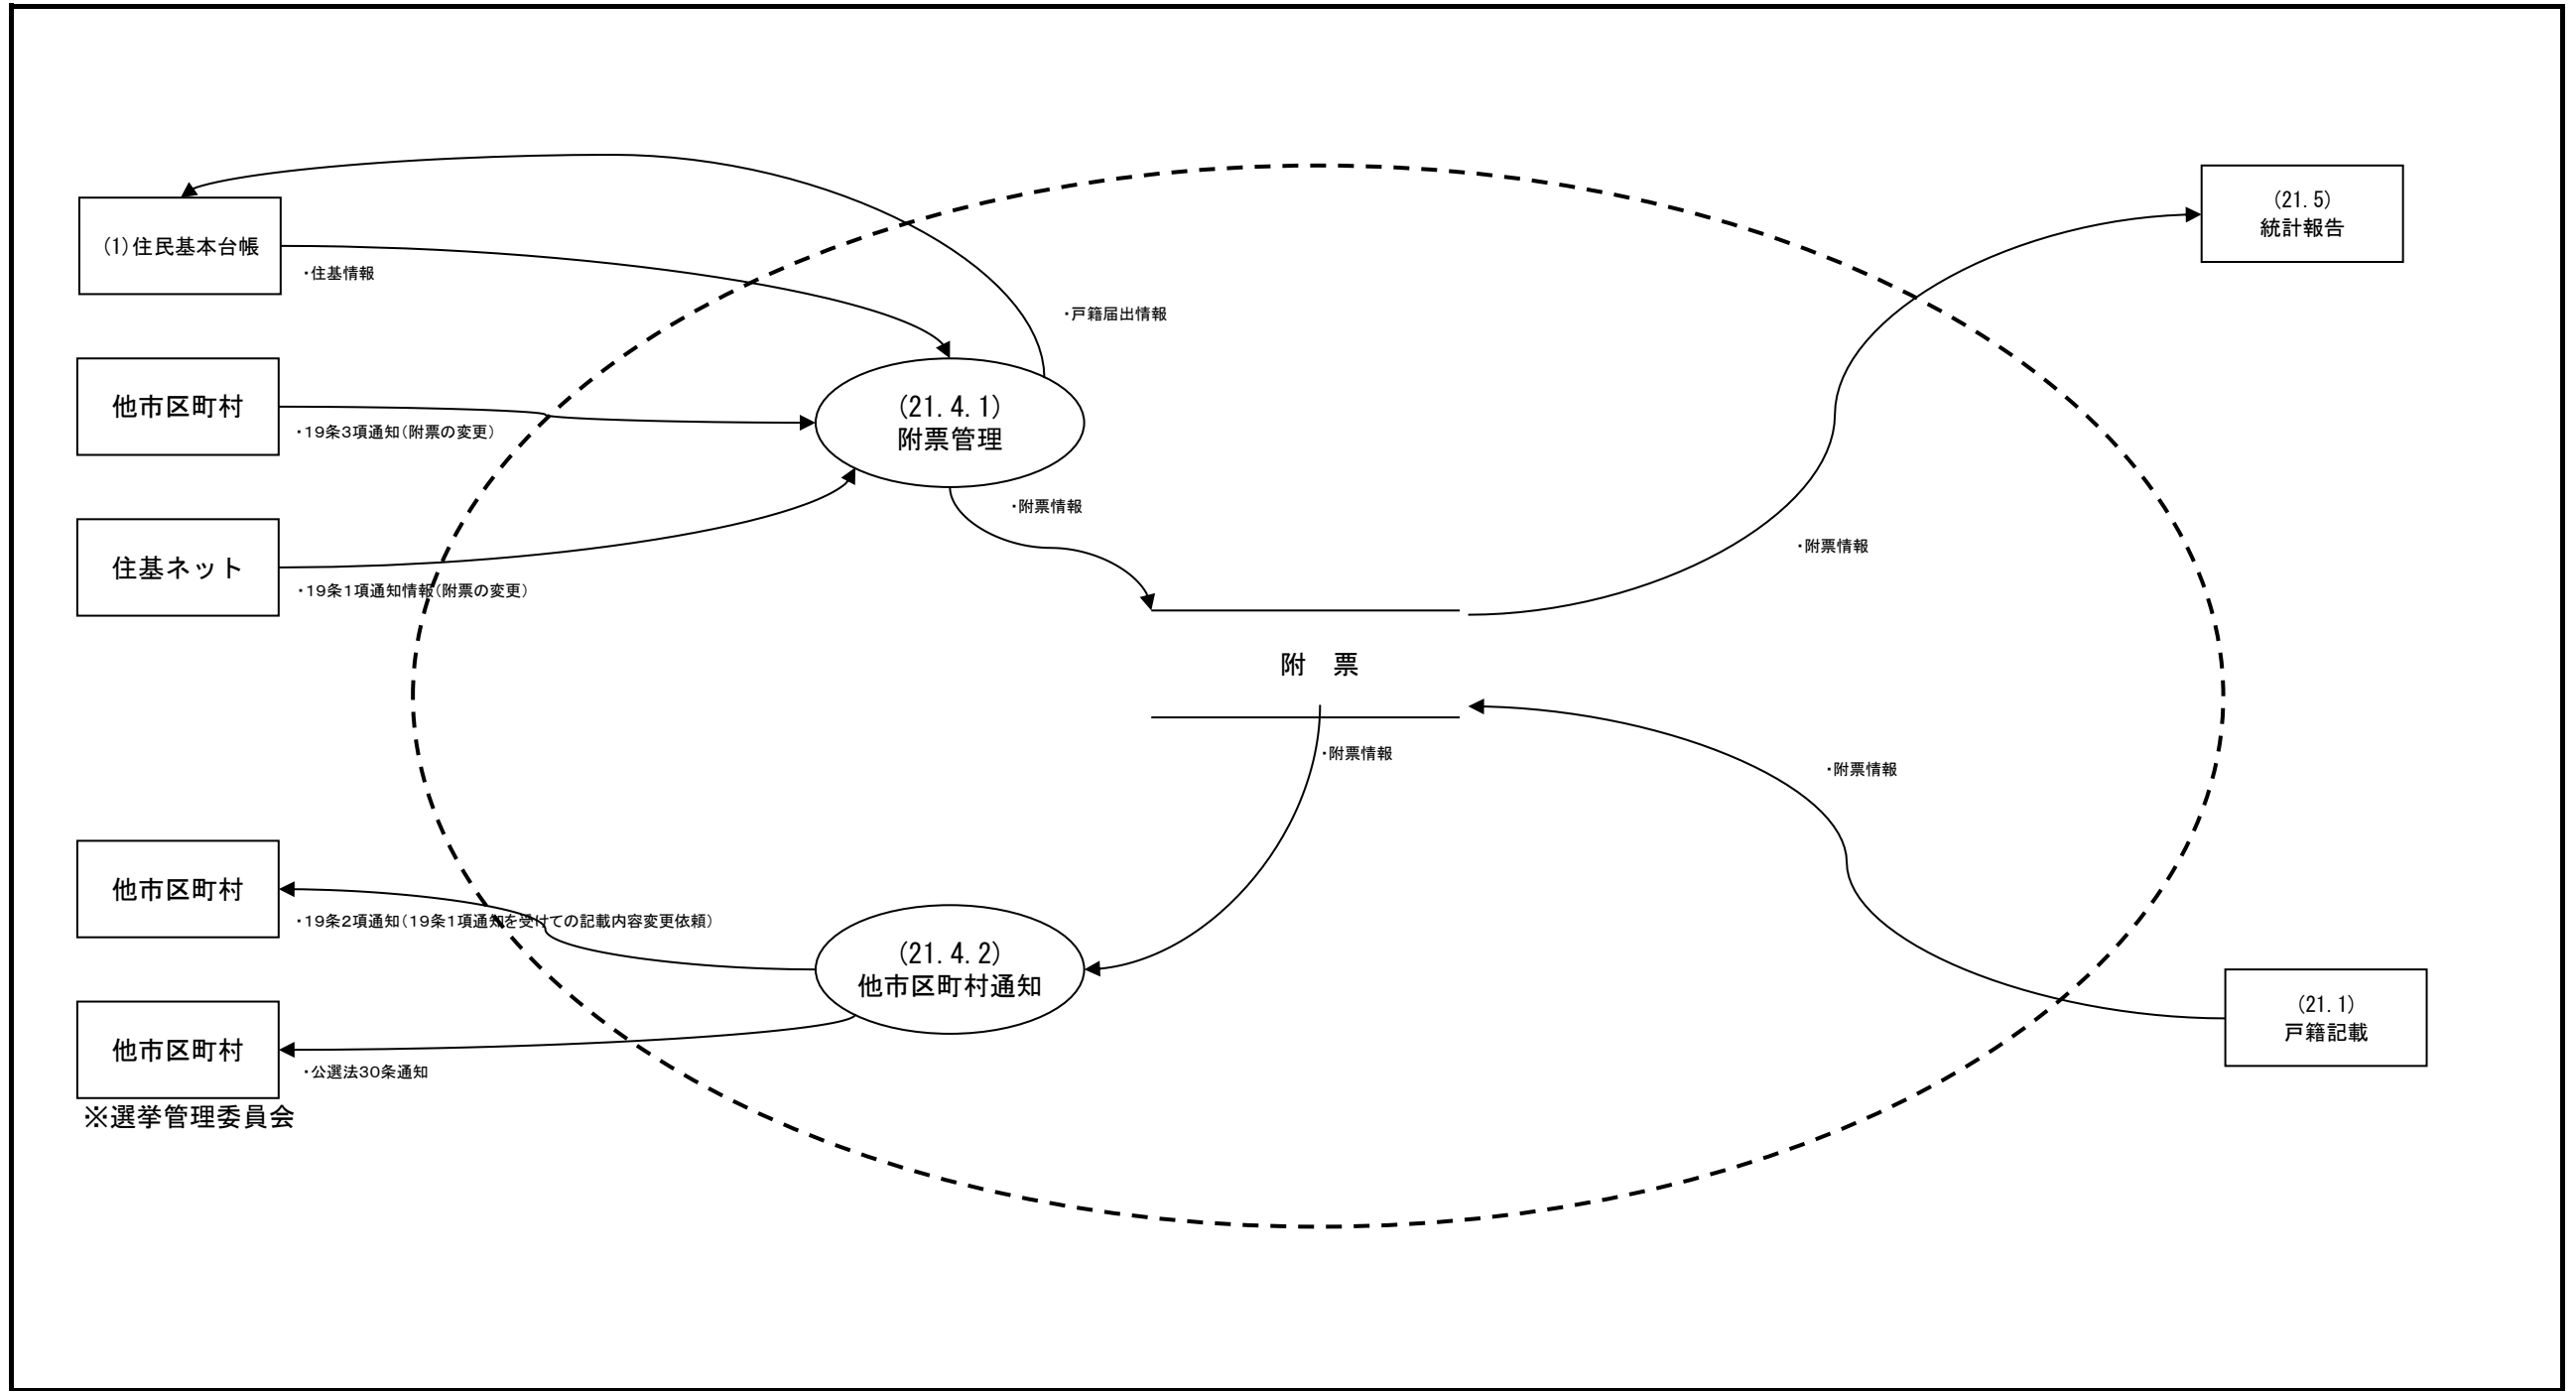 (1)住民基本台帳
・住基情報
・戸籍届出情報
(21.5)
統計報告
他市区町村
・19条3項通知(附票の変更)
(21.4.1)
附票管理
・附票情報
住基ネット
・19条1項通知情報(附票の変更)
・附票情報
附　票
・附票情報
・附票情報
他市区町村
・19条2項通知(19条1項通知を受けての記載内容変更依頼)
(21.4.2)
他市区町村通知
他市区町村
・公選法30条通知
※選挙管理委員会
(21.1)
戸籍記載